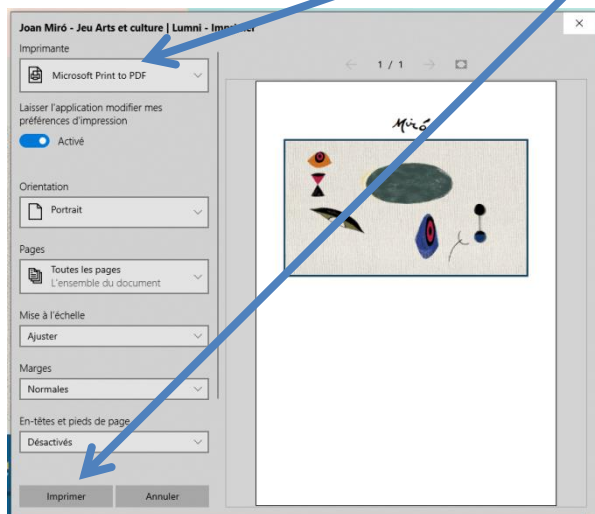 Joan Miró - Jeu Arts et culture | Lumni - Imprimer
Imprimante
Microsoft Print to PDF
Laisser l'application modifier mes
préférences d'impression
Activé
Orientation
Portrait
Pages
Toutes les pages
L'ensemble du document
Mise à l'échelle
Ajuster
Marges
Normales
En-têtes et pieds de page
Désactivés
Imprimer Annuler
1 / 1
Miró